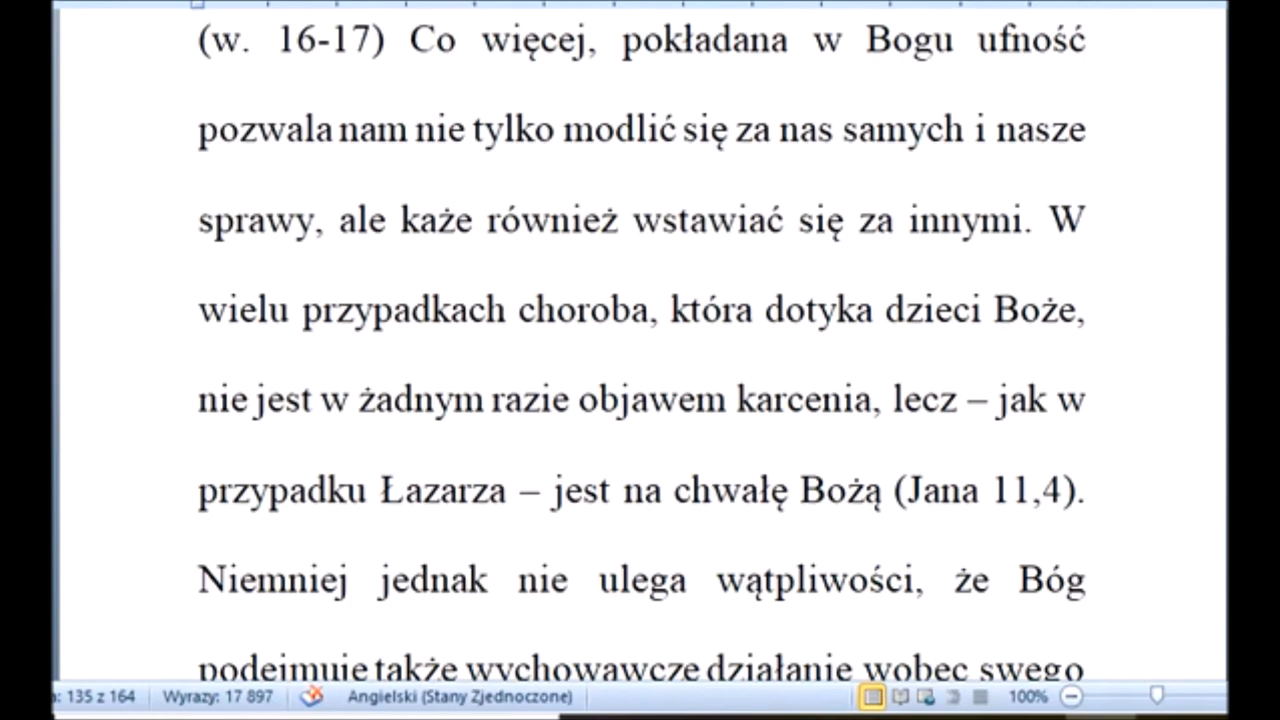 (w. 16-17) Co więcej, pokładana w Bogu ufność
pozwala nam nie tylko modlić się za nas samych i nasze
sprawy, ale każe również wstawiać się za innymi. W
wielu przypadkach choroba, która dotyka dzieci Boże,
nie jest w żadnym razie objawem karcenia, lecz – jak w
przypadku Łazarza – jest na chwałę Bożą (Jana 11,4).
Niemniej jednak nie ulega wątpliwości, że Bóg
podejmuje także wychowawcze działanie wobec swego
: 135 z 164 Wyrazy: 17 897 Angielski (Stany Zjednoczone) 100%